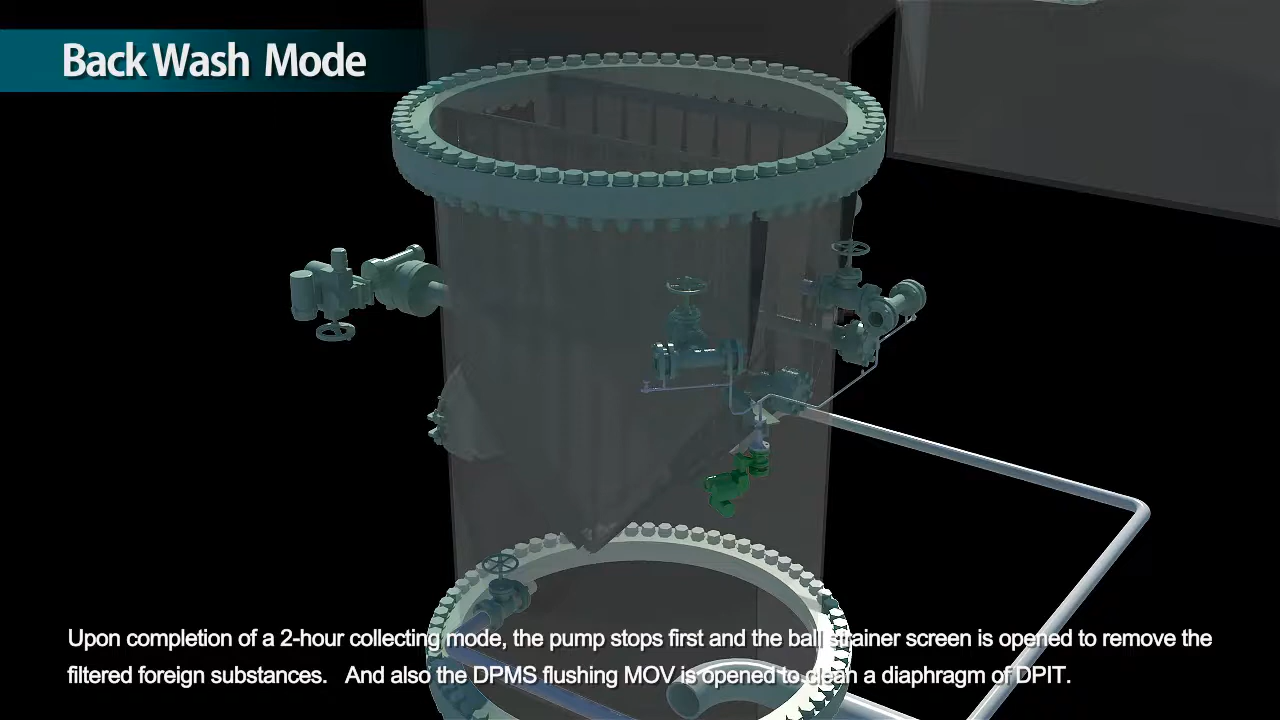 Back Wash Mode
Upon completion of a 2-hour collecting mode, the pump stops first and the ball strainer screen is opened to remove the
filtered foreign substances. And also the DPMS flushing MOV is opened to clean a diaphragm of DPIT.